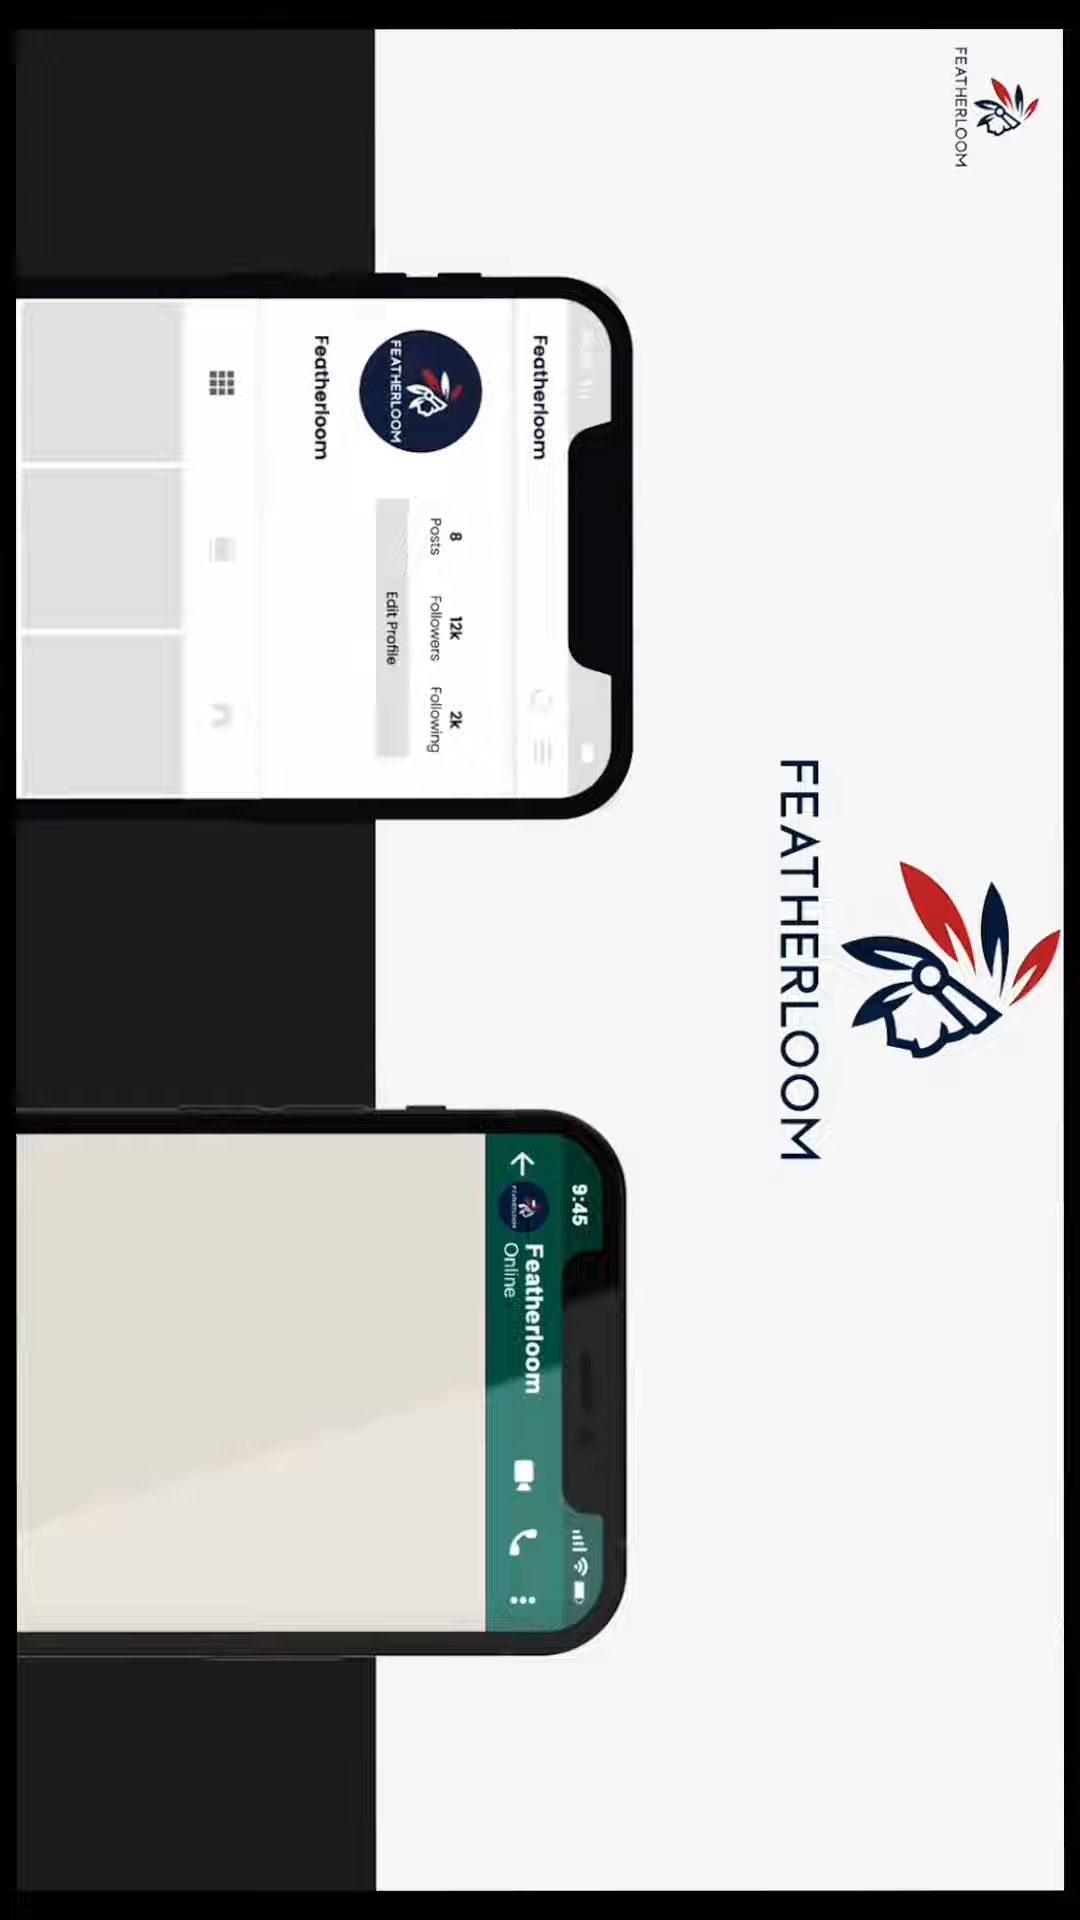 FEATHERLOOM
FEATHERLOOM
Featherloom
FEATHERLOOM
8 12k 2k
Posts Followers Following
Edit Profile
Featherloom
9:45
Featherloom
Online